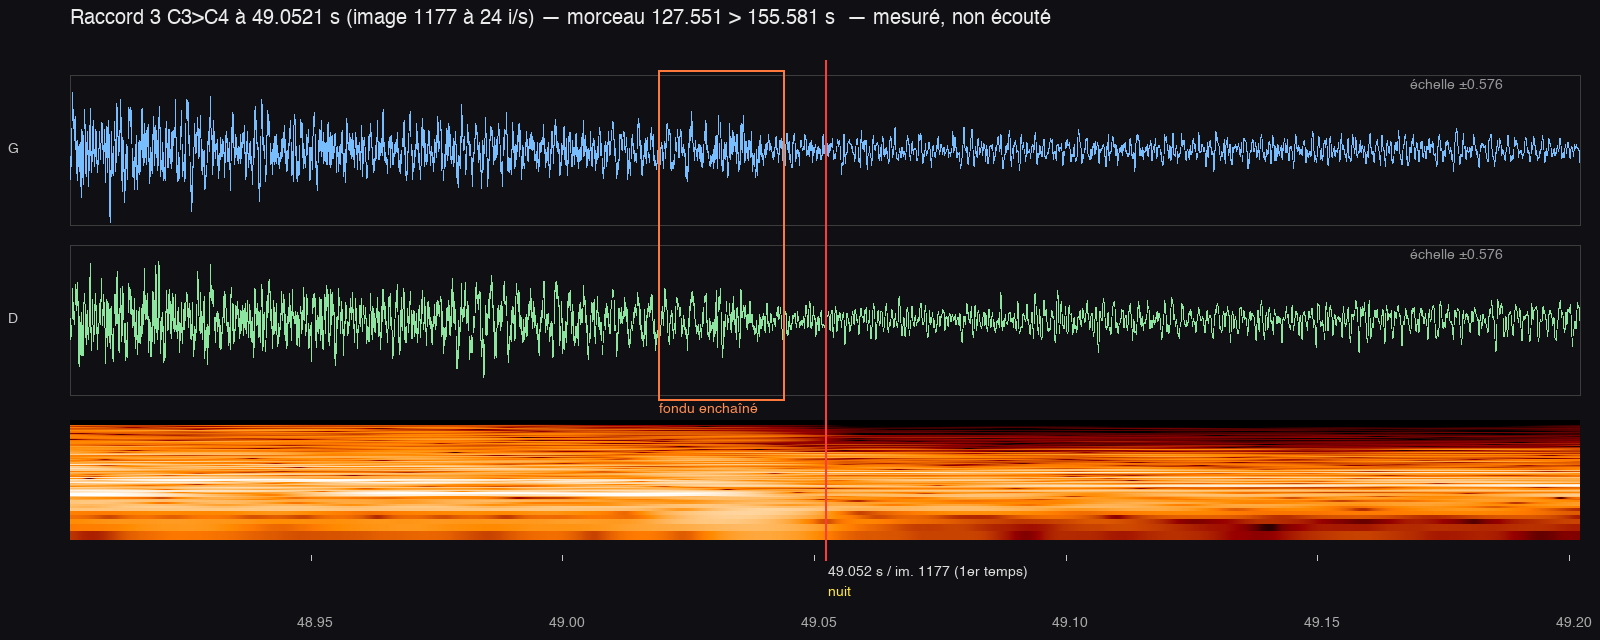 Raccord 3 C3>C4 à 49.0521 s (image 1177 à 24 i/s) — morceau 127.551 > 155.581 s — mesuré, non écouté
échelle ±0.576
G
échelle ±0.576
D
fondu enchaîné
49.052 s / im. 1177 (1er temps)
nuit
48.95 49.00 49.05 49.10 49.15 49.20